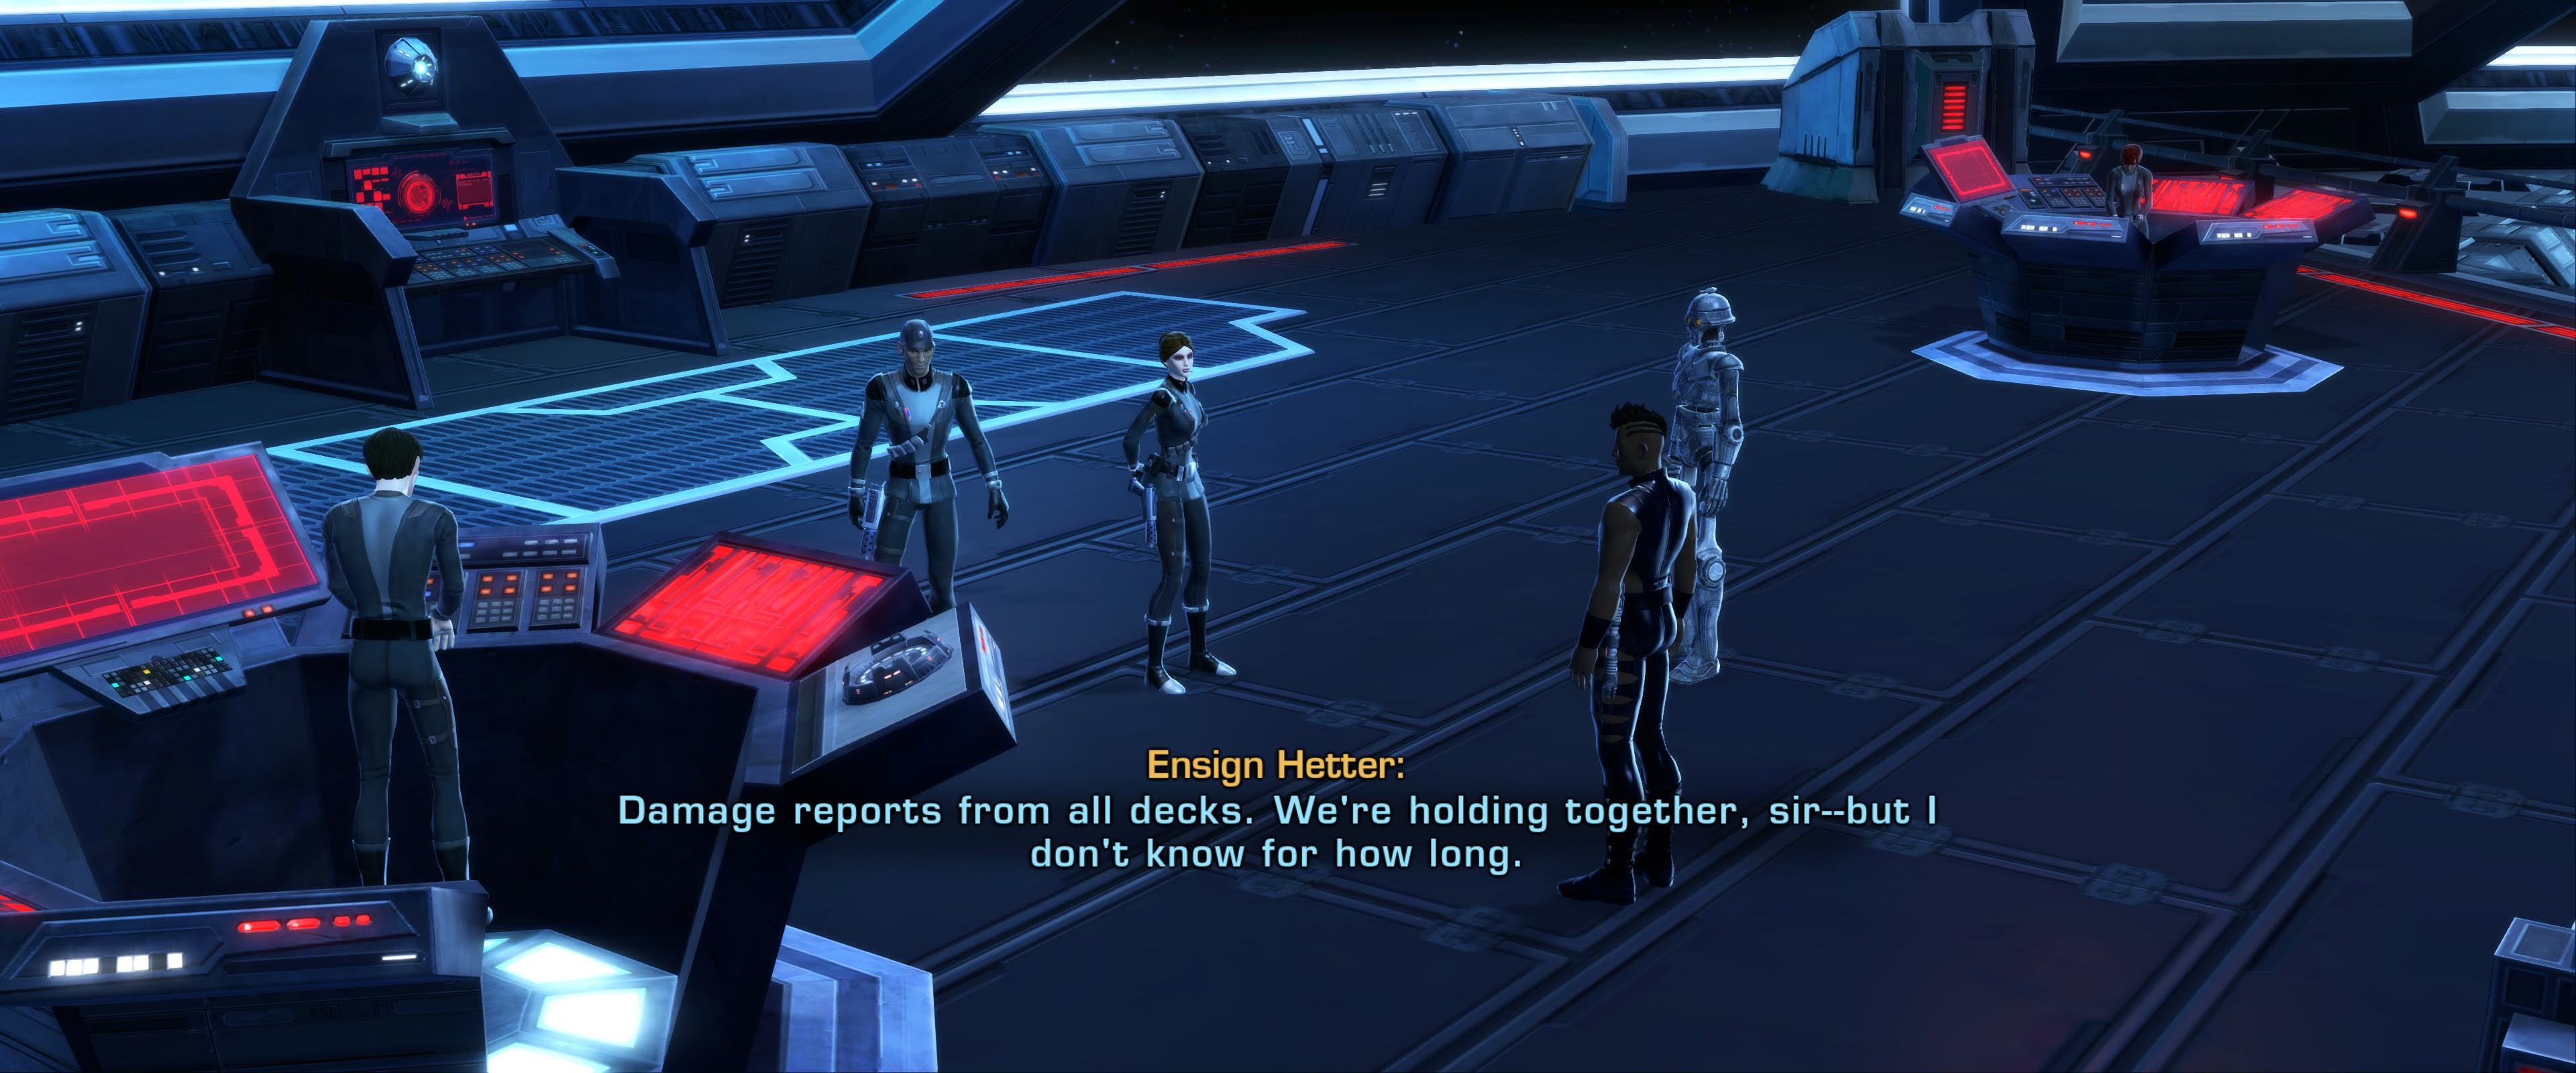 Ensign Hetter:
Damage reports from all decks. We're holding together, sir--but I
don't know for how long.